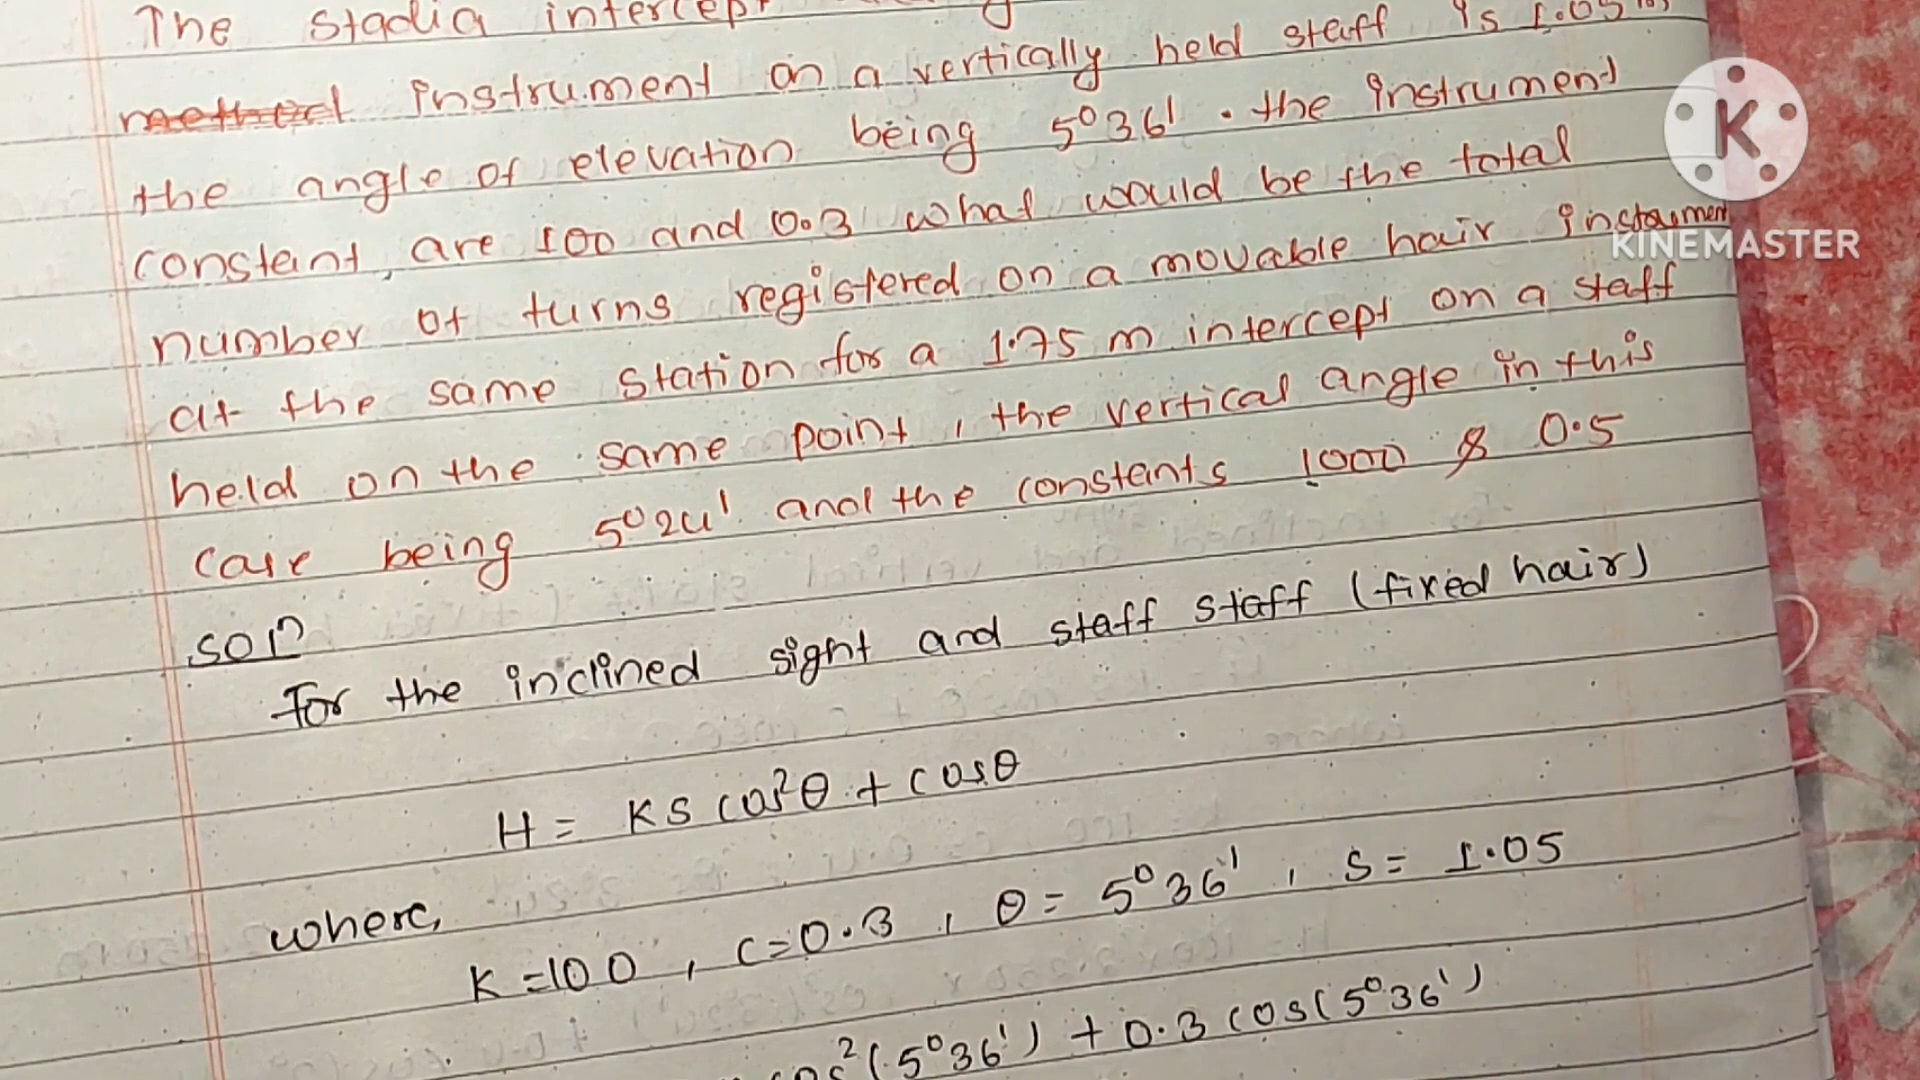 The stadia intercept
method instrument on a vertically held staff is 1.05m,
the angle of elevation being 5°36'. the instrument
constant, are 100 and 0.3 what would be the total
number of turns registered on a movable hair instrument
at the same station for a 1.75 m intercept on a staff
held on the same point, the vertical angle in this
case being 5°24' and the constants 1000 & 0.5
soln
For the inclined sight and staff staff (fixed hair)
H = KS cos²θ + cosθ
where,
K=100, C=0.3, θ= 5°36', S= 1.05
cos²(5°36') + 0.3 cos(5°36')
K
KINEMASTER